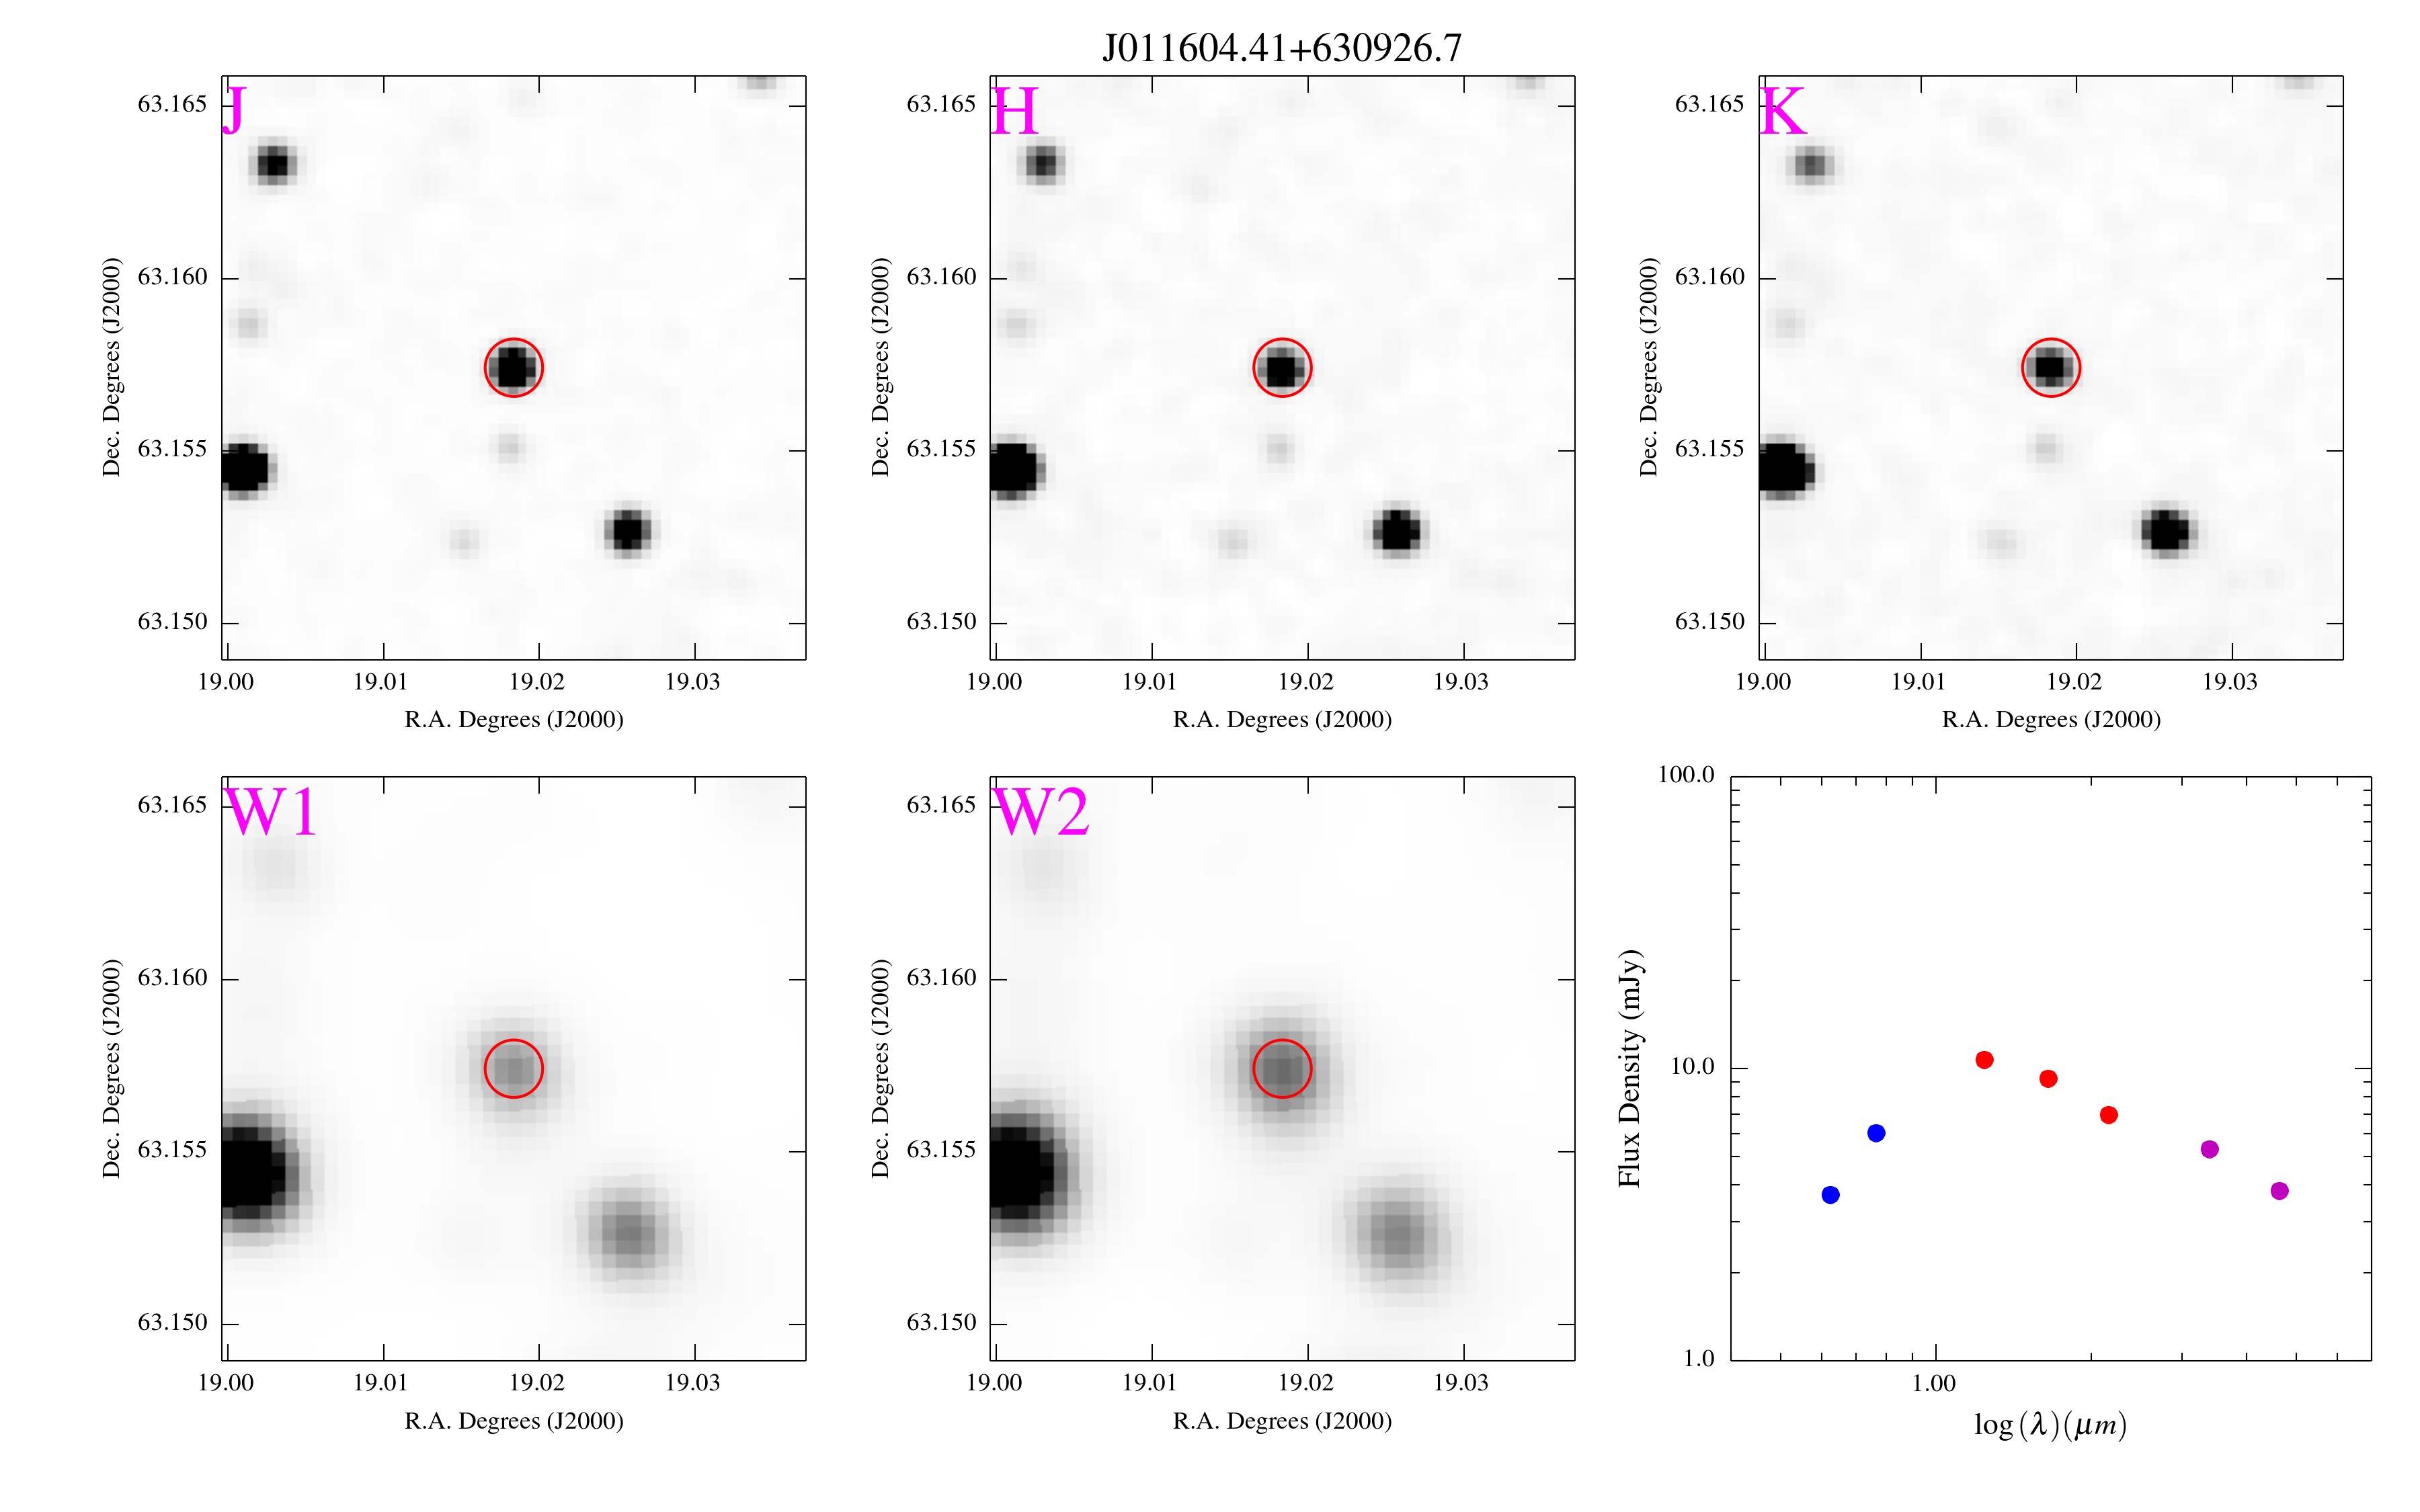 J011604.41+630926.7
J
63.165
63.160
63.155
63.150
Dec. Degrees (J2000)
19.00 19.01 19.02 19.03
R.A. Degrees (J2000)
H
63.165
63.160
63.155
63.150
Dec. Degrees (J2000)
19.00 19.01 19.02 19.03
R.A. Degrees (J2000)
K
63.165
63.160
63.155
63.150
Dec. Degrees (J2000)
19.00 19.01 19.02 19.03
R.A. Degrees (J2000)
W1
63.165
63.160
63.155
63.150
Dec. Degrees (J2000)
19.00 19.01 19.02 19.03
R.A. Degrees (J2000)
W2
63.165
63.160
63.155
63.150
Dec. Degrees (J2000)
19.00 19.01 19.02 19.03
R.A. Degrees (J2000)
100.0
10.0
1.0
Flux Density (mJy)
1.00
log(λ)(μm)